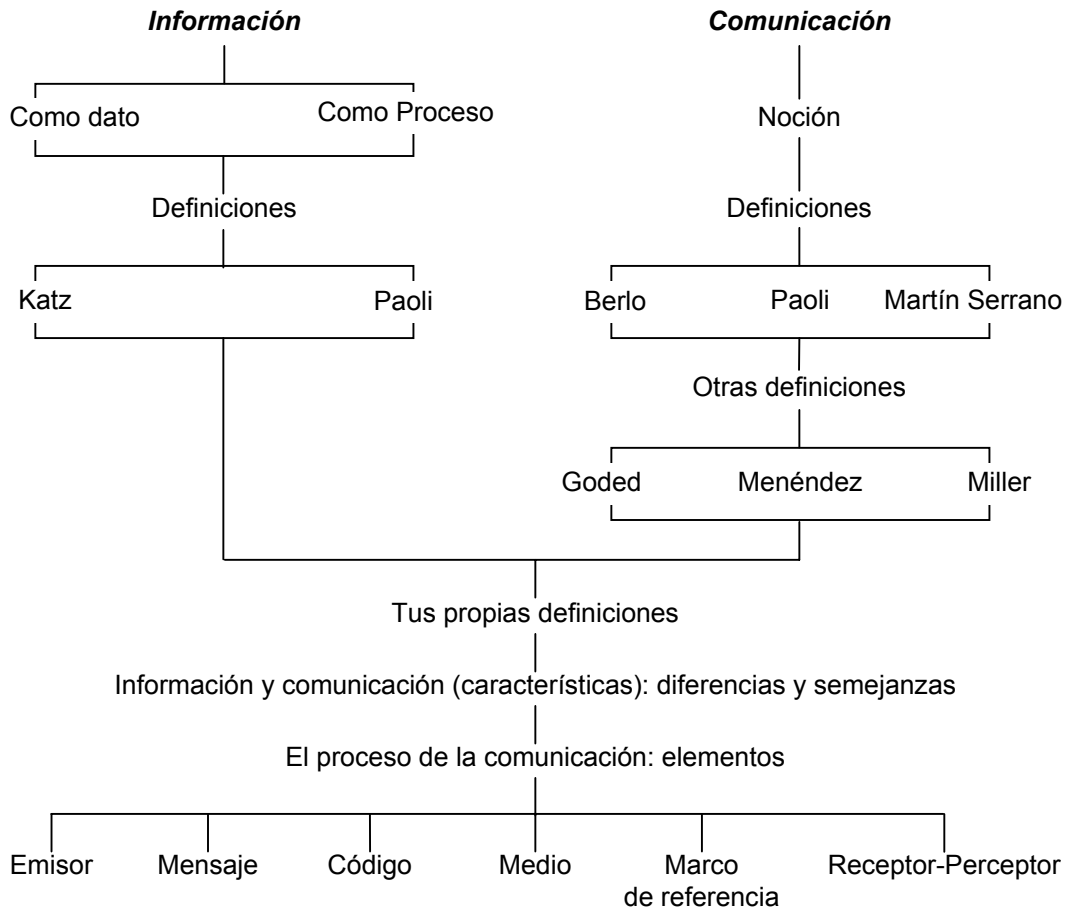 Información
Comunicación
Como dato
Como Proceso
Noción
Definiciones
Definiciones
Katz
Paoli
Berlo
Paoli
Martín Serrano
Otras definiciones
Goded
Menéndez
Miller
Tus propias definiciones
Información y comunicación (características): diferencias y semejanzas
El proceso de la comunicación: elementos
Emisor
Mensaje
Código
Medio
Marco
de referencia
Receptor-Perceptor